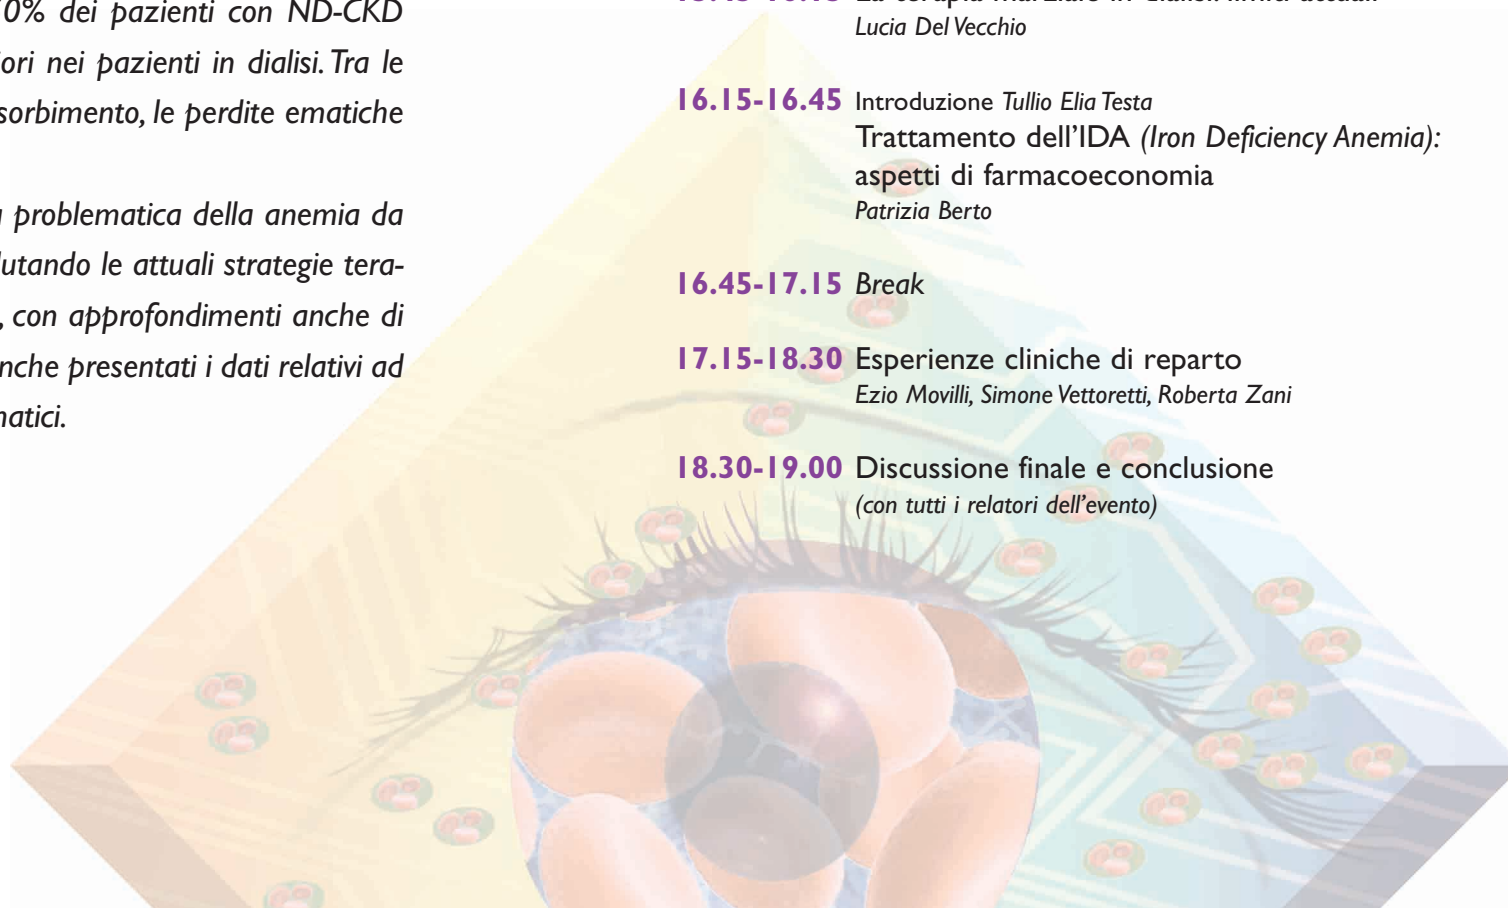 0% dei pazienti con ND-CKD
ori nei pazienti in dialisi. Tra le
sorbimento, le perdite ematiche
problematica della anemia da
lutando le attuali strategie tera-
, con approfondimenti anche di
nche presentati i dati relativi ad
natici.
Lucia Del Vecchio
16.15-16.45 Introduzione Tullio Elia Testa
Trattamento dell'IDA (Iron Deficiency Anemia):
aspetti di farmacoeconomia
Patrizia Berto
16.45-17.15 Break
17.15-18.30 Esperienze cliniche di reparto
Ezio Movilli, Simone Vettoretti, Roberta Zani
18.30-19.00 Discussione finale e conclusione
(con tutti i relatori dell'evento)